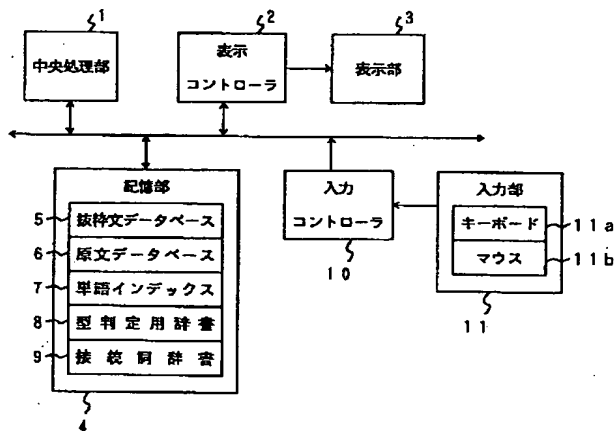 1
中央処理部
2
表示
コントローラ
3
表示部
記憶部
5 抜粋文データベース
6 原文データベース
7 単語インデックス
8 型判定用辞書
9 接続詞辞書
4
入力
コントローラ
10
入力部
キーボード 11a
マウス 11b
11